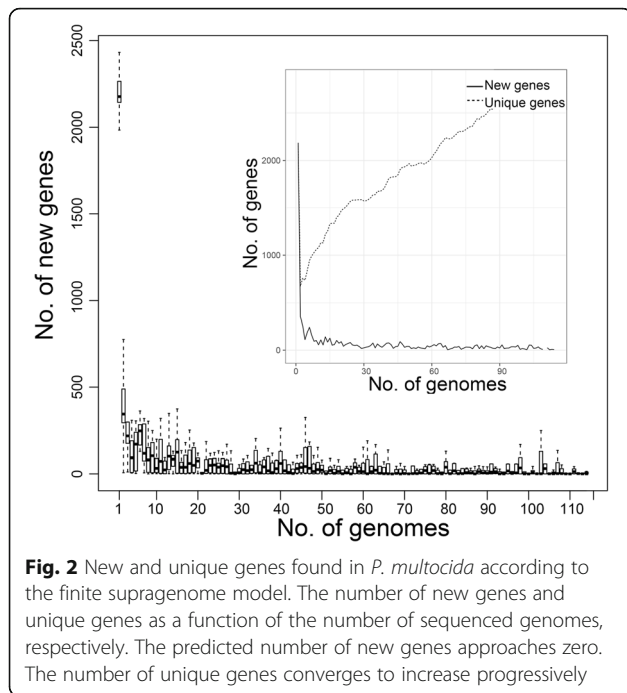 2500
2000
1500
1000
500
0
No. of new genes
1 10 20 30 40 50 60 70 80 90 100 110
No. of genomes
New genes
Unique genes
2000
1000
0
No. of genes
0 30 60 90
No. of genomes
Fig. 2 New and unique genes found in P. multocida according to
the finite supragenome model. The number of new genes and
unique genes as a function of the number of sequenced genomes,
respectively. The predicted number of new genes approaches zero.
The number of unique genes converges to increase progressively